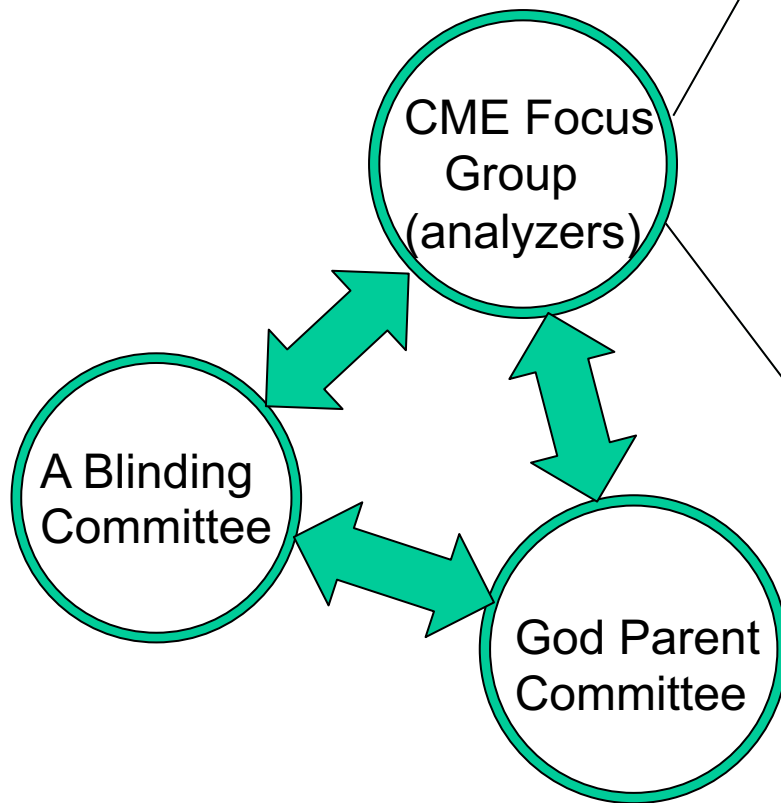 CME Focus
Group
(analyzers)
A Blinding
Committee
God Parent
Committee